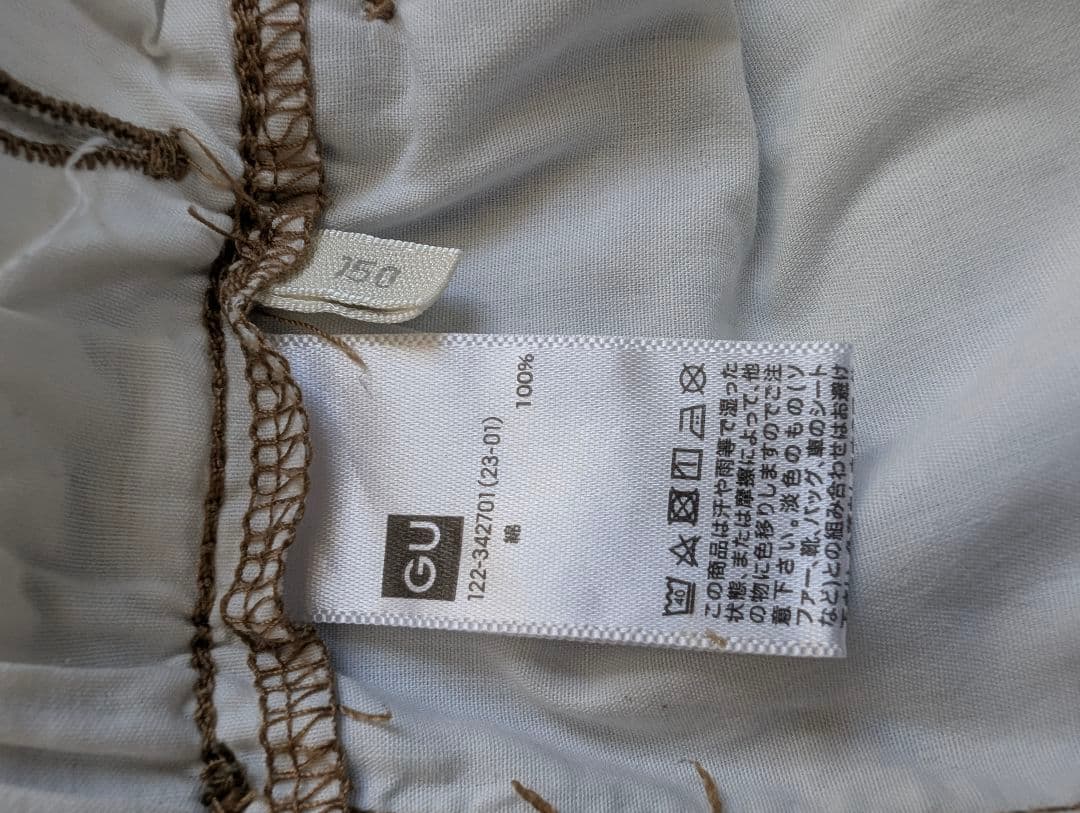 150
GU
122-342701(23-01)
綿 100%
40
この商品は汗や雨等で湿った
状態、または摩擦によって、他
の物に色移りしますのでご注
意下さい。淡色のもの(ソ
ファー、靴、バッグ、車のシート
など)との組み合わせはお避け